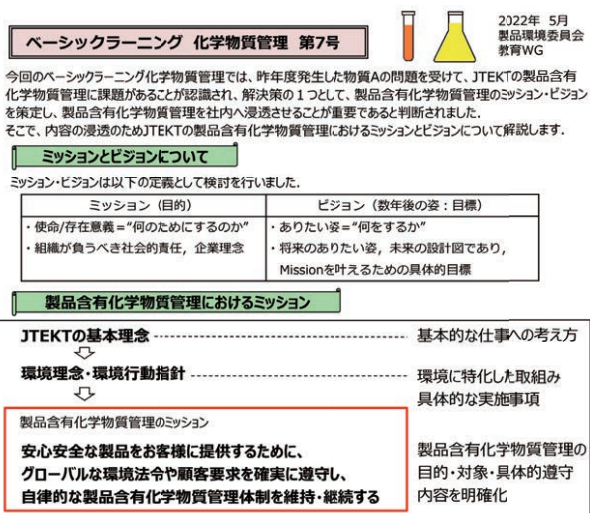 ベーシックラーニング 化学物質管理 第7号
2022年 5月
製品環境委員会
教育WG
今回のベーシックラーニング化学物質管理では、昨年度発生した物質Aの問題を受けて、JTEKTの製品含有
化学物質管理に課題があることが認識され、解決策の1つとして、製品含有化学物質管理のミッション・ビジョン
を策定し、製品含有化学物質管理を社内へ浸透させることが重要であると判断されました.
そこで、内容の浸透のためJTEKTの製品含有化学物質管理におけるミッションとビジョンについて解説します.
ミッションとビジョンについて
ミッション・ビジョンは以下の定義として検討を行いました.
ミッション（目的）
ビジョン（数年後の姿：目標）
・使命/存在意義="何のためにするのか"
・組織が負うべき社会的責任，企業理念
・ありたい姿="何をするか"
・将来のありたい姿，未来の設計図であり，
Missionを叶えるための具体的目標
製品含有化学物質管理におけるミッション
JTEKTの基本理念 基本的な仕事への考え方
環境理念・環境行動指針 環境に特化した取組み
具体的な実施事項
製品含有化学物質管理のミッション
安心安全な製品をお客様に提供するために、
グローバルな環境法令や顧客要求を確実に遵守し、
自律的な製品含有化学物質管理体制を維持・継続する
製品含有化学物質管理の
目的・対象・具体的遵守
内容を明確化